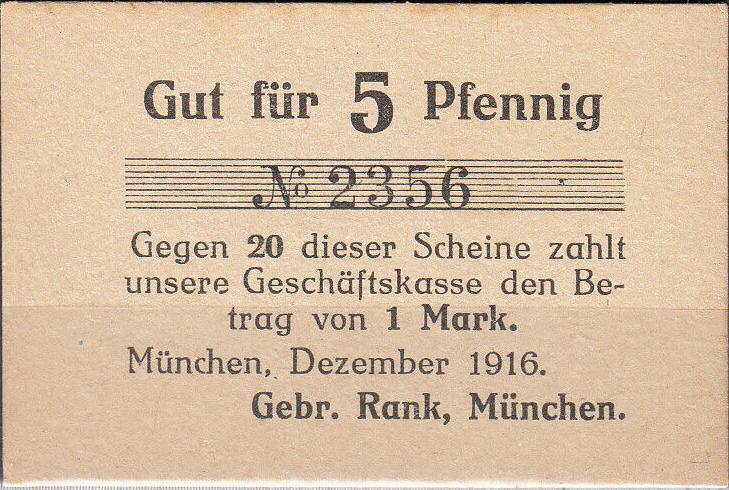 Gut für 5 Pfennig
No 2356
Gegen 20 dieser Scheine zahlt
unsere Geschäftskasse den Be-
trag von 1 Mark.
München, Dezember 1916.
Gebr. Rank, München.